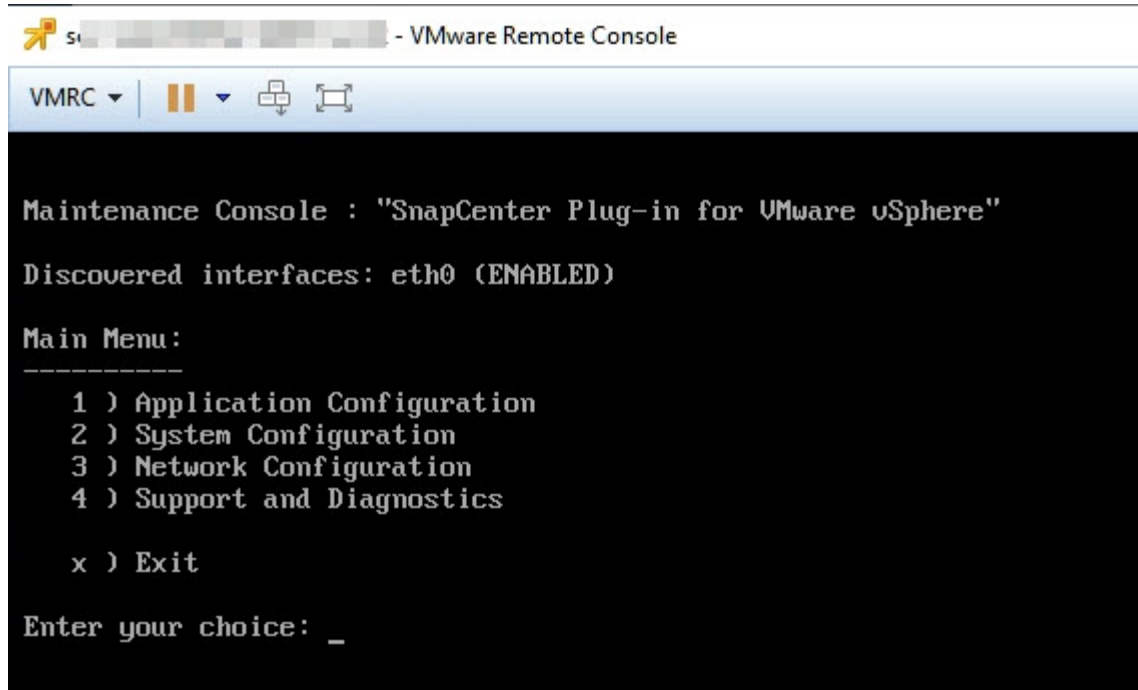 - VMware Remote Console
VMRC
Maintenance Console : "SnapCenter Plug-in for VMware vSphere"
Discovered interfaces: eth0 (ENABLED)
Main Menu:
----------
1 ) Application Configuration
2 ) System Configuration
3 ) Network Configuration
4 ) Support and Diagnostics
x ) Exit
Enter your choice: _